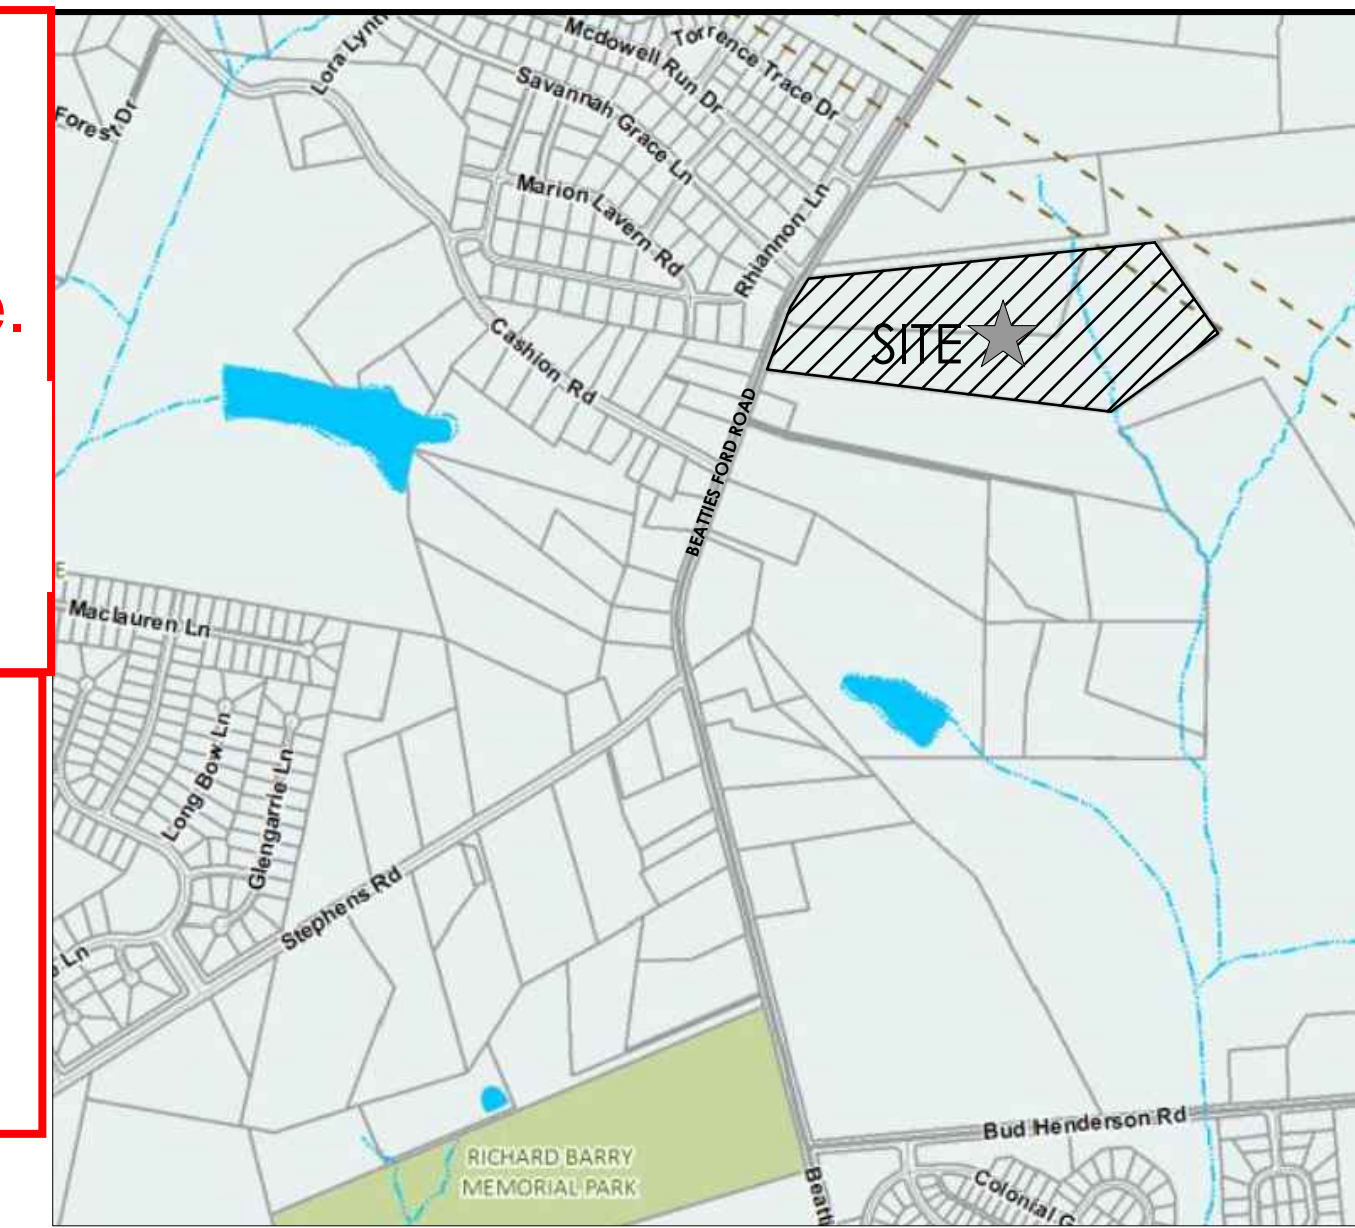 Lora Lynn
Mcdowell Run Dr
Torrence Trace Dr
Forest Dr
Savannah Grace Ln
Marion Lavern Rd
Rhiannon Ln
e.
SITE
Cashion Rd
BEATTIES FORD ROAD
E
Maclauren Ln
Long Bow Ln
Glengarrie Ln
Stephens Rd
Ln
Bud Henderson Rd
RICHARD BARRY
MEMORIAL PARK
Beatti
Colonial G